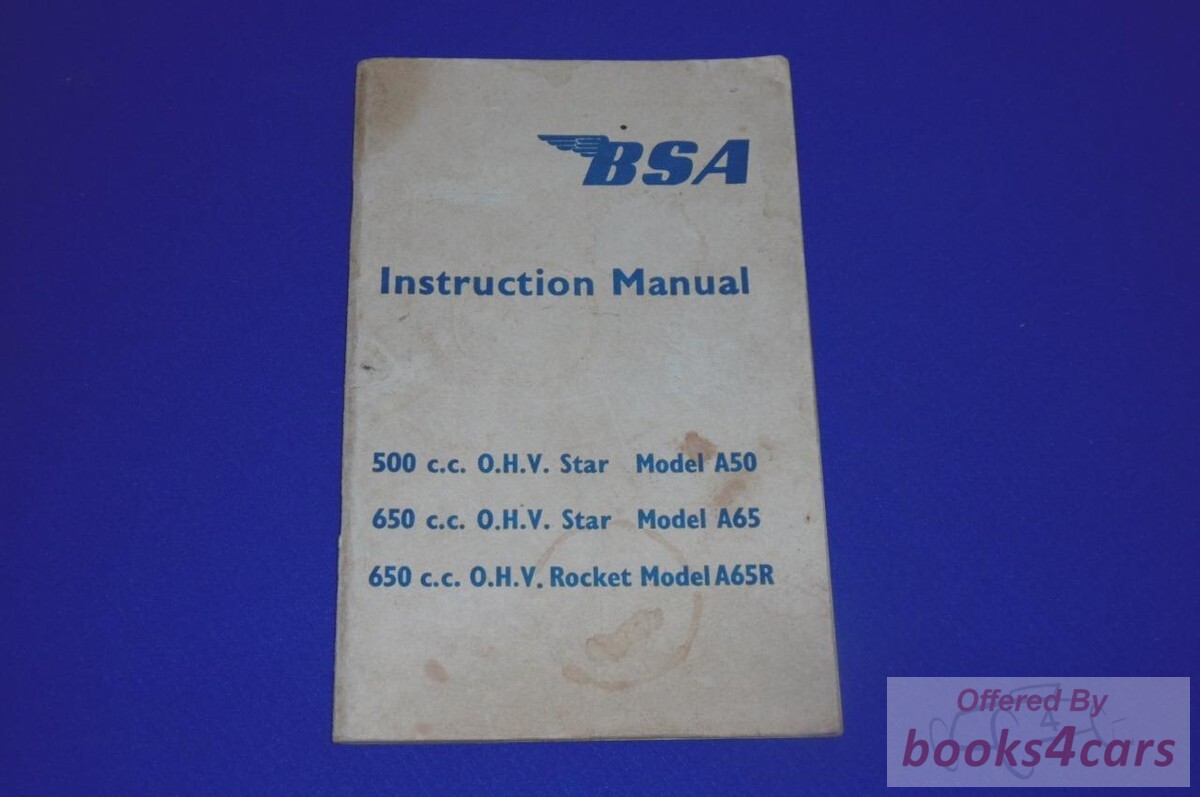 BSA
Instruction Manual
500 c.c. O.H.V. Star Model A50
650 c.c. O.H.V. Star Model A65
650 c.c. O.H.V. Rocket Model A65R
Offered By
books4cars